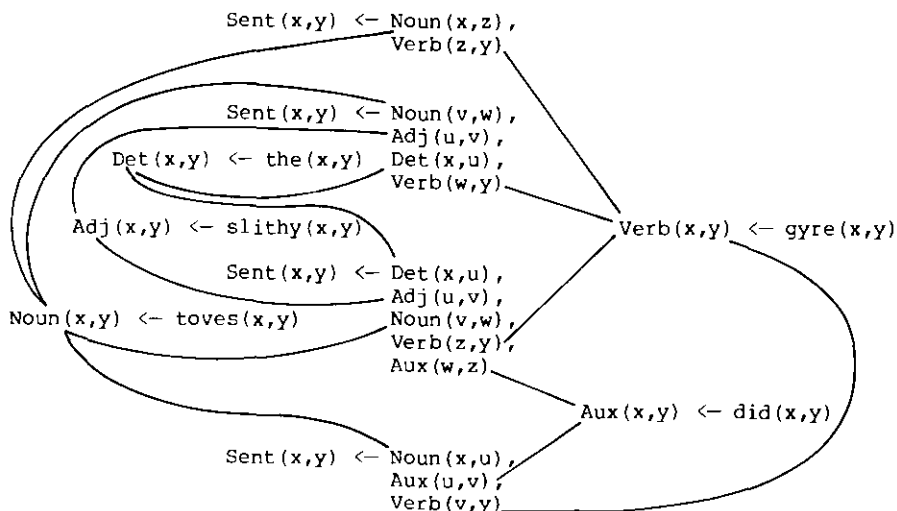 Sent(x,y) <— Noun(x,z),
Verb(z,y)
Sent(x,y) <— Noun(v,w),
Adj(u,v),
Det(x,y) <— the(x,y) Det(x,u),
Verb(w,y)
Adj(x,y) <— slithy(x,y) Verb(x,y) <— gyre(x,y)
Sent(x,y) <— Det(x,u),
Adj(u,v),
Noun(x,y) <— toves(x,y) Noun(v,w),
Verb(z,y),
Aux(w,z)
Aux(x,y) <— did(x,y)
Sent(x,y) <— Noun(x,u),
Aux(u,v),
Verb(v,y)